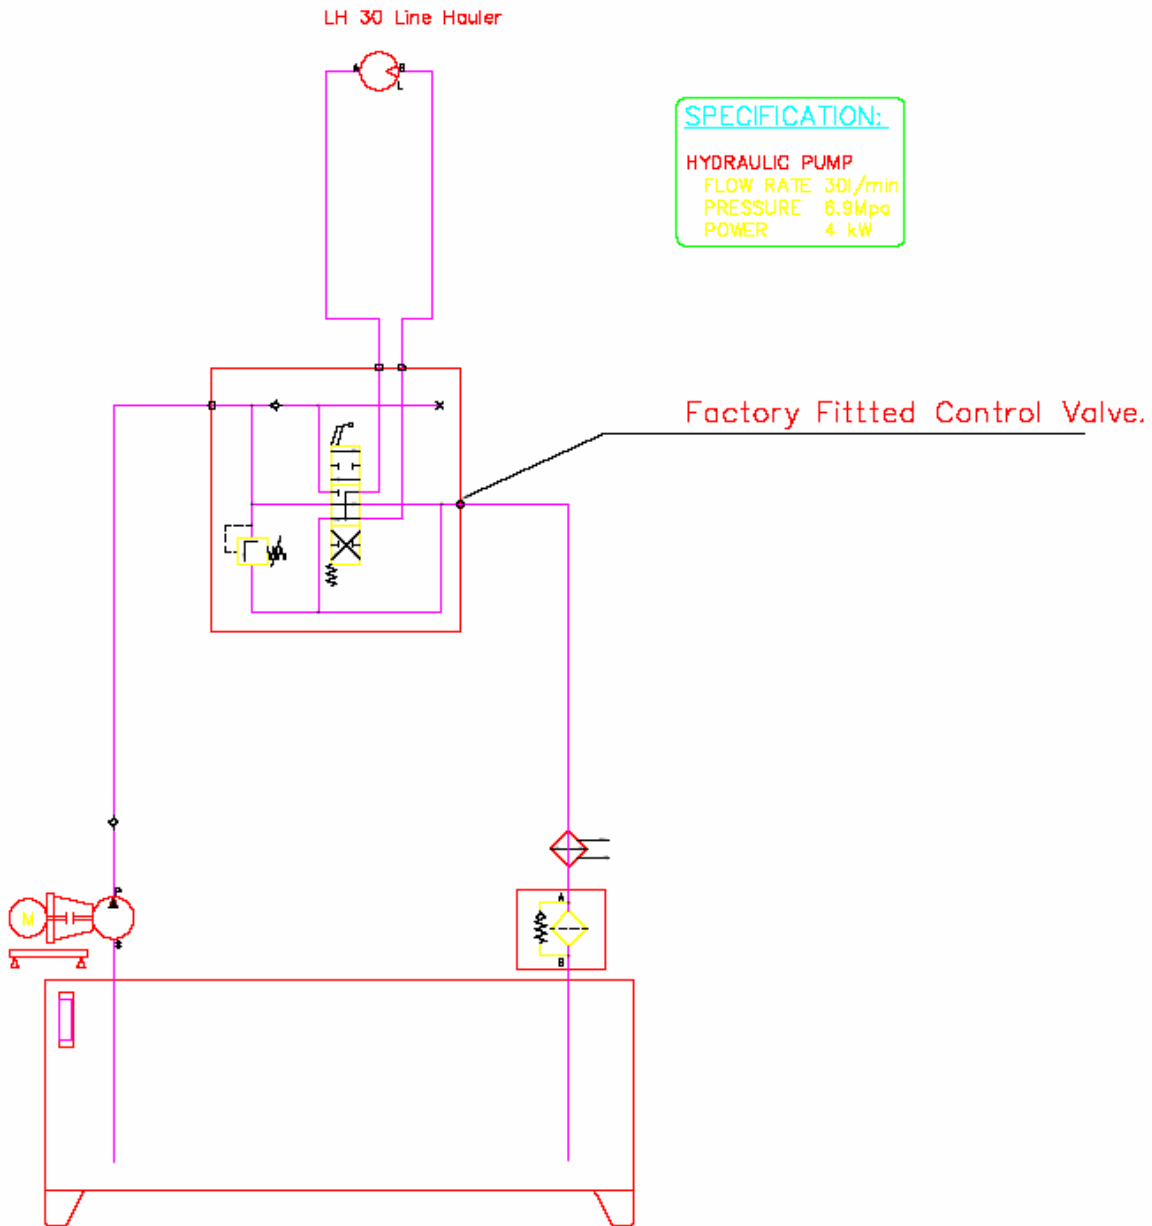 LH 30 Line Hauler
A
B
L
SPECIFICATION:
HYDRAULIC PUMP
FLOW RATE 30l/min
PRESSURE 6.9Mpa
POWER 4 kW
Factory Fittted Control Valve.
P
M
A
B